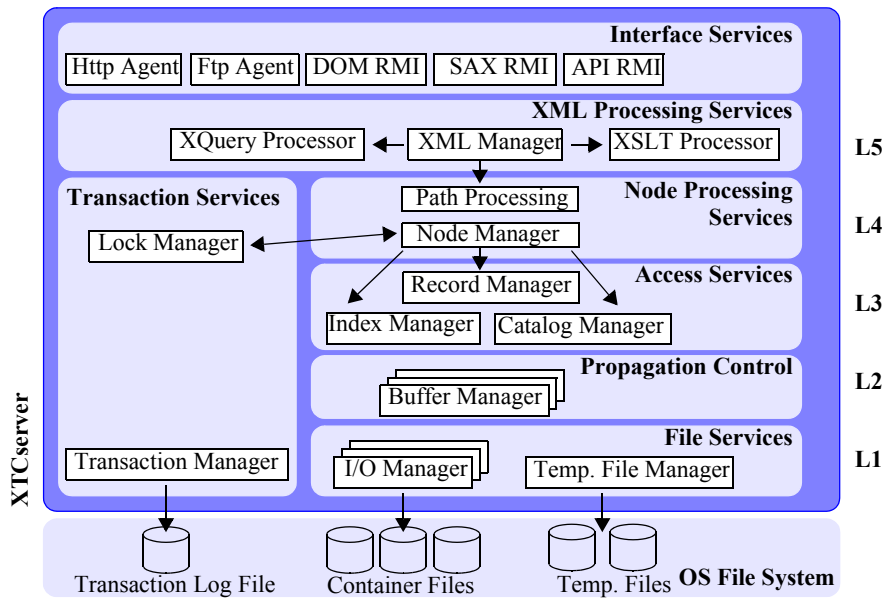 Interface Services
Http Agent
Ftp Agent
DOM RMI
SAX RMI
API RMI
XML Processing Services
XQuery Processor
XML Manager
XSLT Processor
L5
Transaction Services
Path Processing
Node Processing
Services
Lock Manager
Node Manager
L4
Access Services
Record Manager
Index Manager
Catalog Manager
L3
Propagation Control
Buffer Manager
L2
File Services
Transaction Manager
I/O Manager
Temp. File Manager
L1
XTCserver
Transaction Log File
Container Files
Temp. Files
OS File System